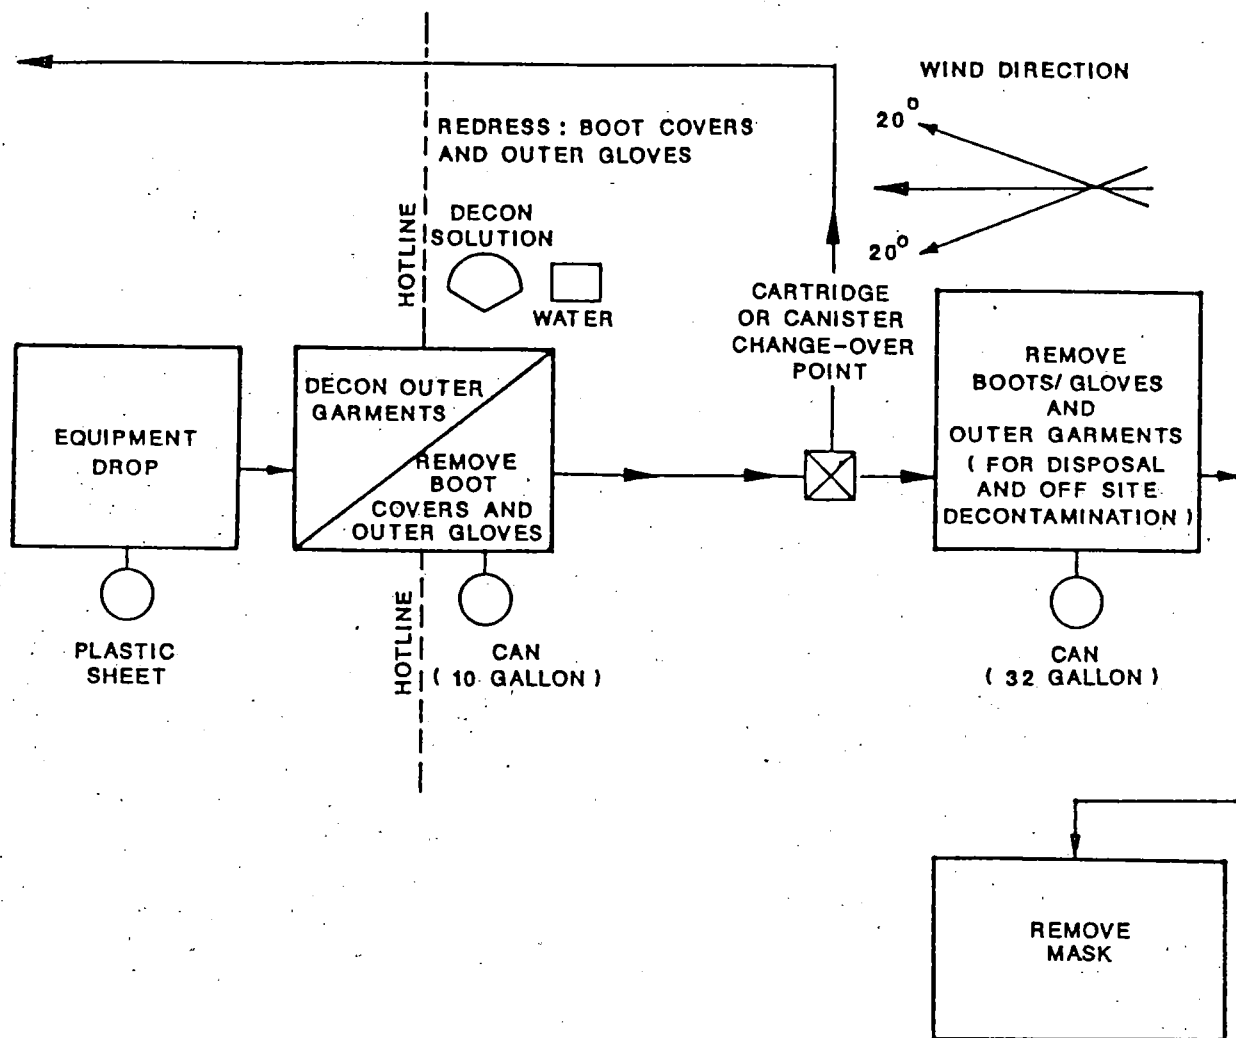 WIND DIRECTION
20°
20°
REDRESS : BOOT COVERS
AND OUTER GLOVES
HOTLINE
DECON
SOLUTION
WATER
CARTRIDGE
OR CANISTER
CHANGE-OVER
POINT
EQUIPMENT
DROP
DECON OUTER
GARMENTS
REMOVE
BOOT
COVERS AND
OUTER GLOVES
REMOVE
BOOTS/ GLOVES
AND
OUTER GARMENTS
( FOR DISPOSAL
AND OFF SITE
DECONTAMINATION )
PLASTIC
SHEET
HOTLINE
CAN
( 10 GALLON )
CAN
( 32 GALLON )
REMOVE
MASK